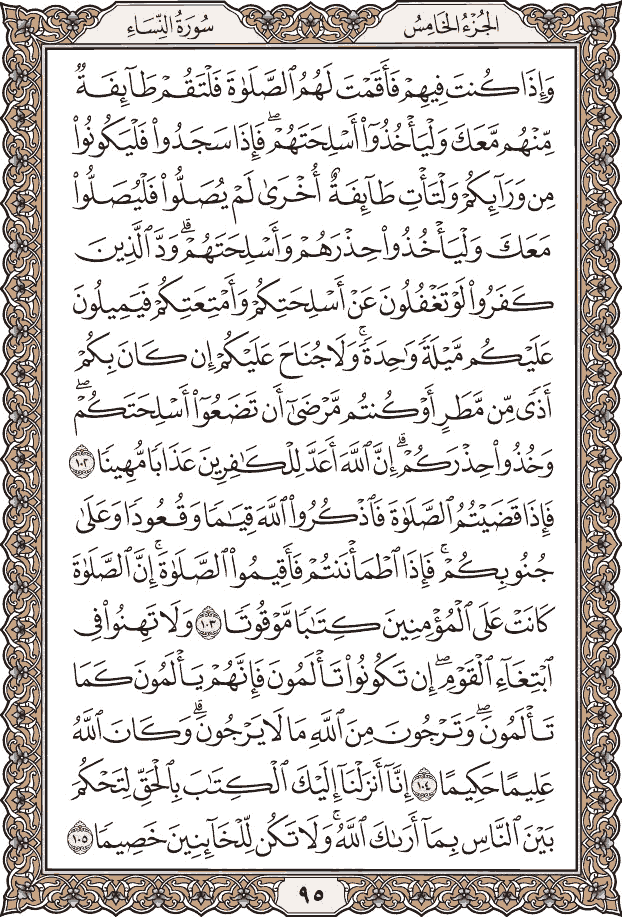 الجُزْءُ الخَامِسُ
سُورَةُ النِّسَاءِ
وَإِذَا كُنتَ فِيهِمْ فَأَقَمْتَ لَهُمُ ٱلصَّلَوٰةَ فَلْتَقُمْ طَآئِفَةٌ
مِّنْهُم مَّعَكَ وَلْيَأْخُذُوٓا۟ أَسْلِحَتَهُمْۖ فَإِذَا سَجَدُوا۟ فَلْيَكُونُوا۟
مِن وَرَآئِكُمْ وَلْتَأْتِ طَآئِفَةٌ أُخْرَىٰ لَمْ يُصَلُّوا۟ فَلْيُصَلُّوا۟
مَعَكَ وَلْيَأْخُذُوا۟ حِذْرَهُمْ وَأَسْلِحَتَهُمْۗ وَدَّ ٱلَّذِينَ
كَفَرُوا۟ لَوْ تَغْفُلُونَ عَنْ أَسْلِحَتِكُمْ وَأَمْتِعَتِكُمْ فَيَمِيلُونَ
عَلَيْكُم مَّيْلَةً وَٰحِدَةًۚ وَلَا جُنَاحَ عَلَيْكُمْ إِن كَانَ بِكُمْ
أَذًى مِّن مَّطَرٍ أَوْ كُنتُم مَّرْضَىٰٓ أَن تَضَعُوٓا۟ أَسْلِحَتَكُمْۖ
وَخُذُوا۟ حِذْرَكُمْۗ إِنَّ ٱللَّهَ أَعَدَّ لِلْكَـٰفِرِينَ عَذَابًا مُّهِينًا ١٠٢
فَإِذَا قَضَيْتُمُ ٱلصَّلَوٰةَ فَٱذْكُرُوا۟ ٱللَّهَ قِيَـٰمًا وَقُعُودًا وَعَلَىٰ
جُنُوبِكُمْۚ فَإِذَا ٱطْمَأْنَنتُمْ فَأَقِيمُوا۟ ٱلصَّلَوٰةَۚ إِنَّ ٱلصَّلَوٰةَ
كَانَتْ عَلَى ٱلْمُؤْمِنِينَ كِتَـٰبًا مَّوْقُوتًا ١٠٣ وَلَا تَهِنُوا۟ فِى
ٱبْتِغَآءِ ٱلْقَوْمِۖ إِن تَكُونُوا۟ تَأْلَمُونَ فَإِنَّهُمْ يَأْلَمُونَ كَمَا
تَأْلَمُونَۖ وَتَرْجُونَ مِنَ ٱللَّهِ مَا لَا يَرْجُونَۗ وَكَانَ ٱللَّهُ
عَلِيمًا حَكِيمًا ١٠٤ إِنَّآ أَنزَلْنَآ إِلَيْكَ ٱلْكِتَـٰبَ بِٱلْحَقِّ لِتَحْكُمَ
بَيْنَ ٱلنَّاسِ بِمَآ أَرَىٰكَ ٱللَّهُۚ وَلَا تَكُن لِّلْخَآئِنِينَ خَصِيمًا ١٠٥
٩٥